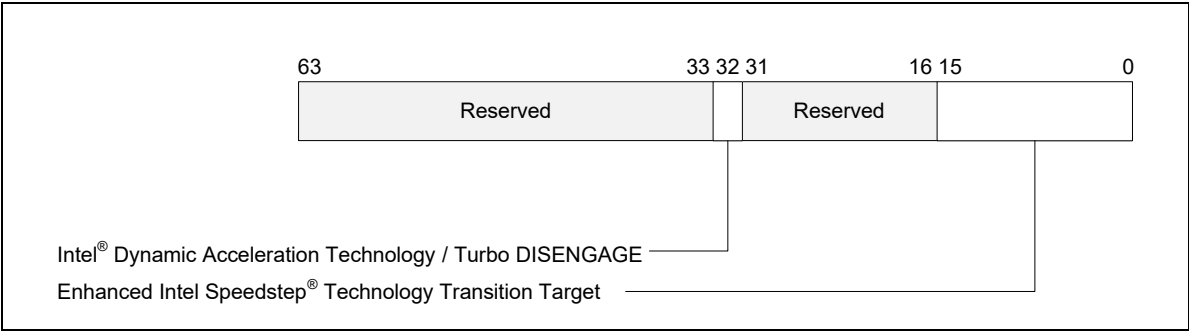 63 33 32 31 16 15 0
Reserved Reserved
Intel® Dynamic Acceleration Technology / Turbo DISENGAGE
Enhanced Intel Speedstep® Technology Transition Target